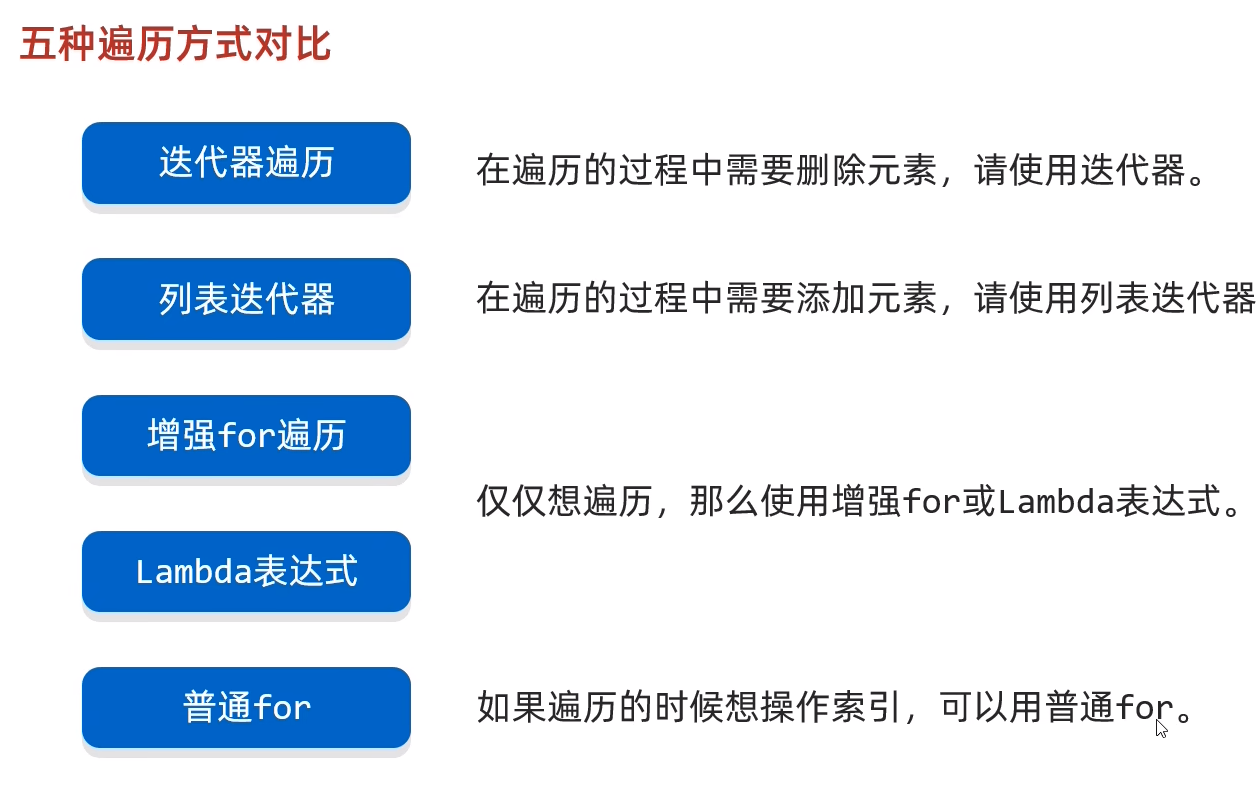 五种遍历方式对比
迭代器遍历
在遍历的过程中需要删除元素，请使用迭代器。
列表迭代器
在遍历的过程中需要添加元素，请使用列表迭代器
增强for遍历
仅仅想遍历，那么使用增强for或Lambda表达式。
Lambda表达式
普通for
如果遍历的时候想操作索引，可以用普通for。